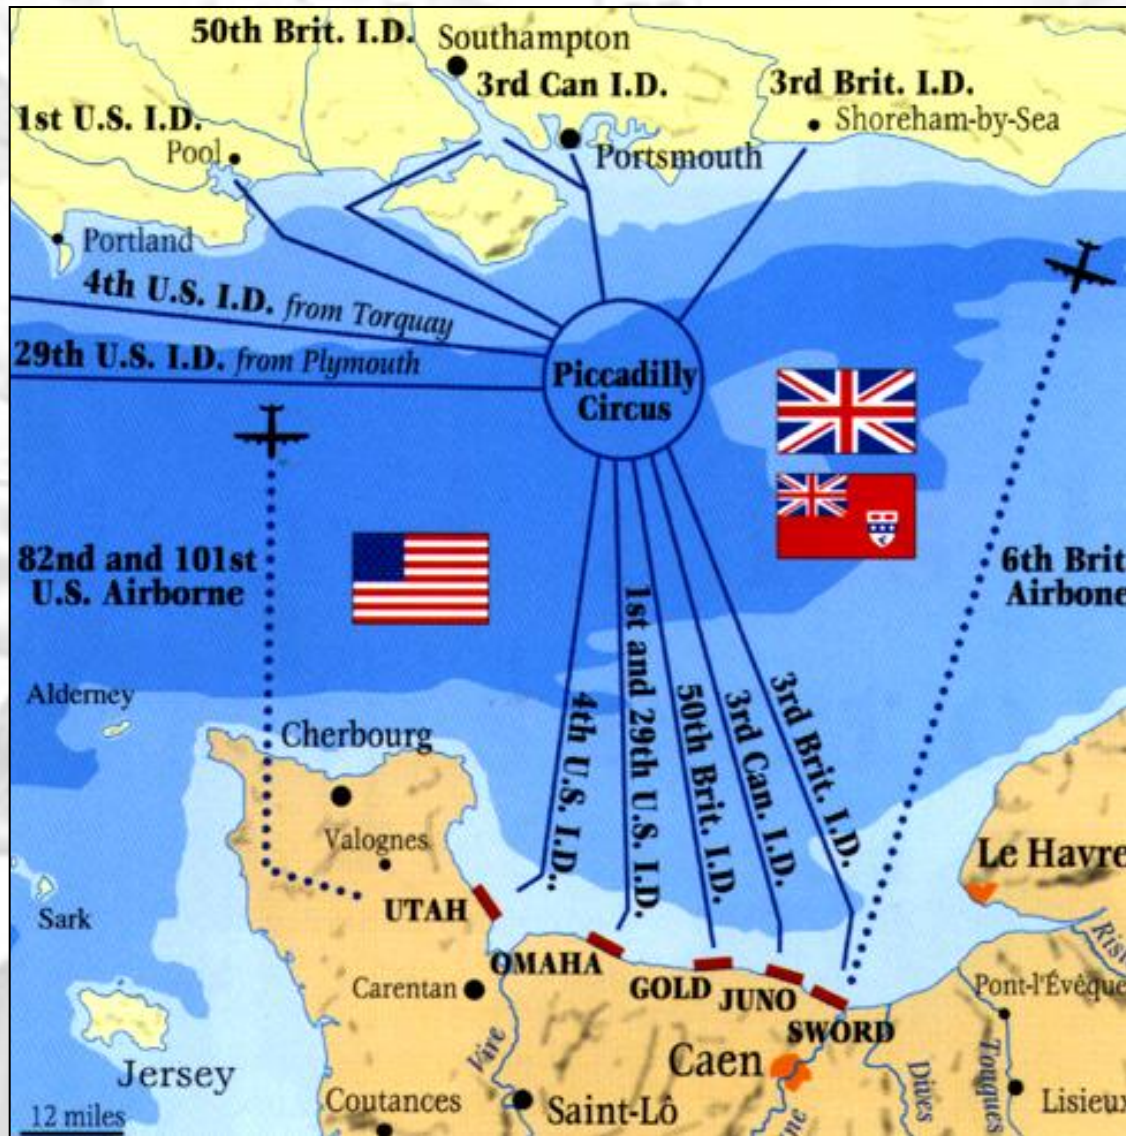 50th Brit. I.D.
Southampton
3rd Can I.D.
3rd Brit. I.D.
1st U.S. I.D.
Shoreham-by-Sea
Pool
Portsmouth
Portland
4th U.S. I.D. from Torquay
29th U.S. I.D. from Plymouth
Piccadilly
Circus
82nd and 101st
U.S. Airborne
6th Brit
Airbone
4th U.S. I.D..
1st and 29th U.S. I.D.
50th Brit. I.D.
3rd Can. I.D.
3rd Brit. I.D.
Alderney
Cherbourg
Valognes
Le Havre
UTAH
Sark
OMAHA
GOLD
JUNO
SWORD
Carentan
Pont-l'Évêque
Risl
Vire
Caen
Jersey
Dives
Touques
Coutances
Saint-Lô
Lisieux
12 miles
ne